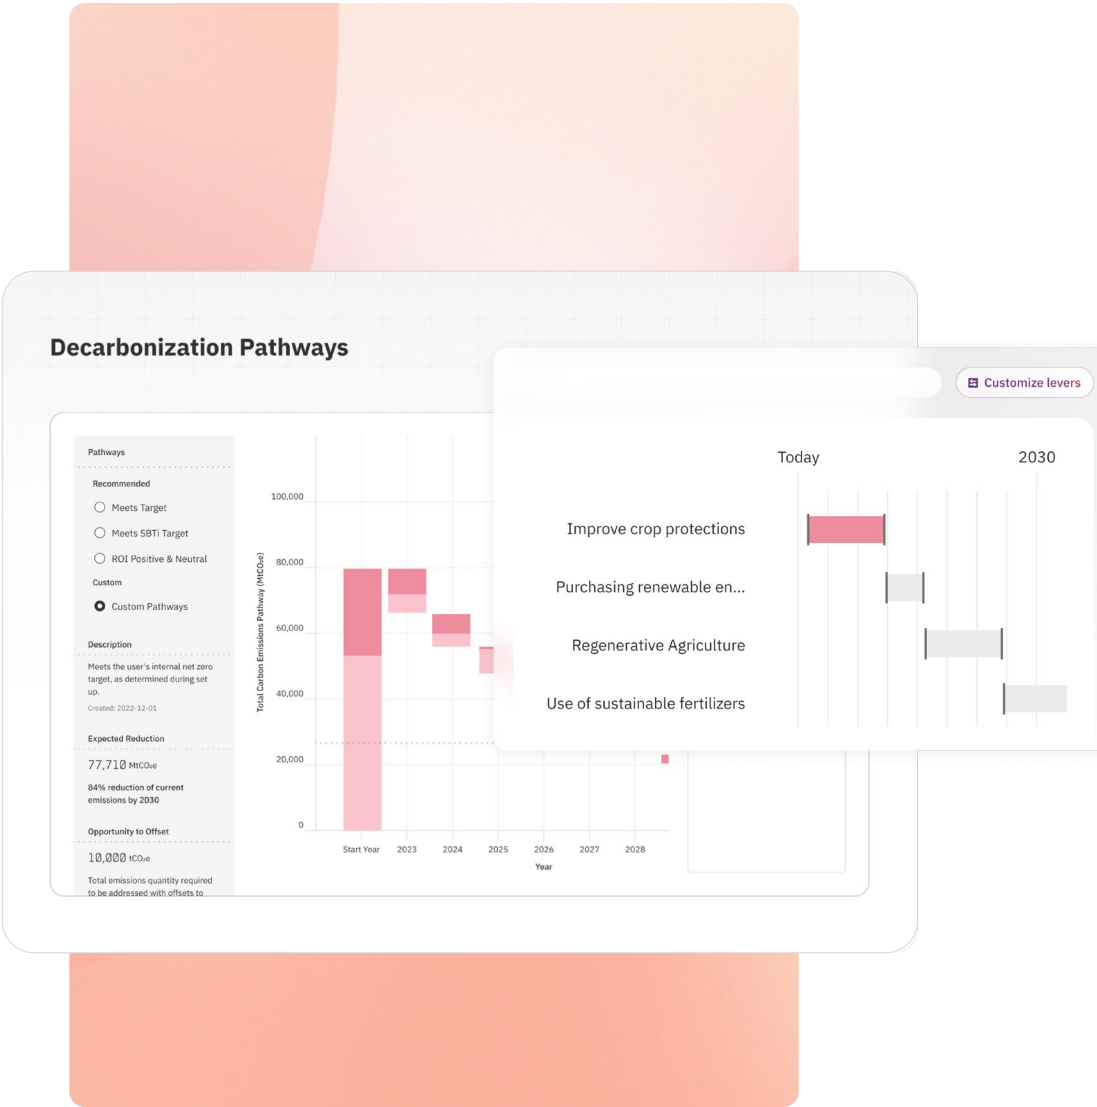 Decarbonization Pathways
Customize levers
Today
2030
Improve crop protections
Purchasing renewable en...
Regenerative Agriculture
Use of sustainable fertilizers
Pathways
Recommended
Meets Target
Meets SBTi Target
ROI Positive & Neutral
Custom
Custom Pathways
Description
Meets the user's internal net zero
target, as determined during set
up.
Created: 2022-12-01
Expected Reduction
77,710 MtCO₂e
84% reduction of current
emissions by 2030
Opportunity to Offset
10,000 tCO₂e
Total emissions quantity required
to be addressed with offsets to
Total Carbon Emissions Pathway (MtCO₂e)
100,000
80,000
60,000
40,000
20,000
0
Start Year
2023
2024
2025
2026
2027
2028
Year